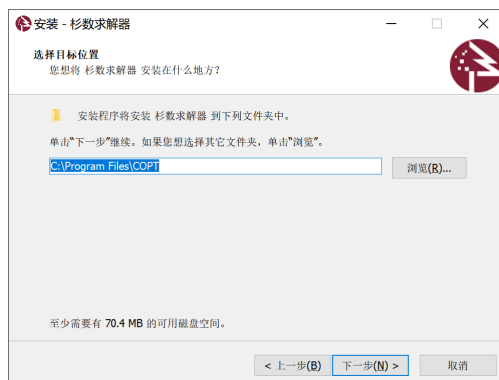 安装 - 杉数求解器
选择目标位置
您想将 杉数求解器 安装在什么地方？
安装程序将安装 杉数求解器 到下列文件夹中。
单击“下一步”继续。如果您想选择其它文件夹，单击“浏览”。
C:\Program Files\COPT
浏览(R)...
至少需要有 70.4 MB 的可用磁盘空间。
< 上一步(B) 下一步(N) > 取消